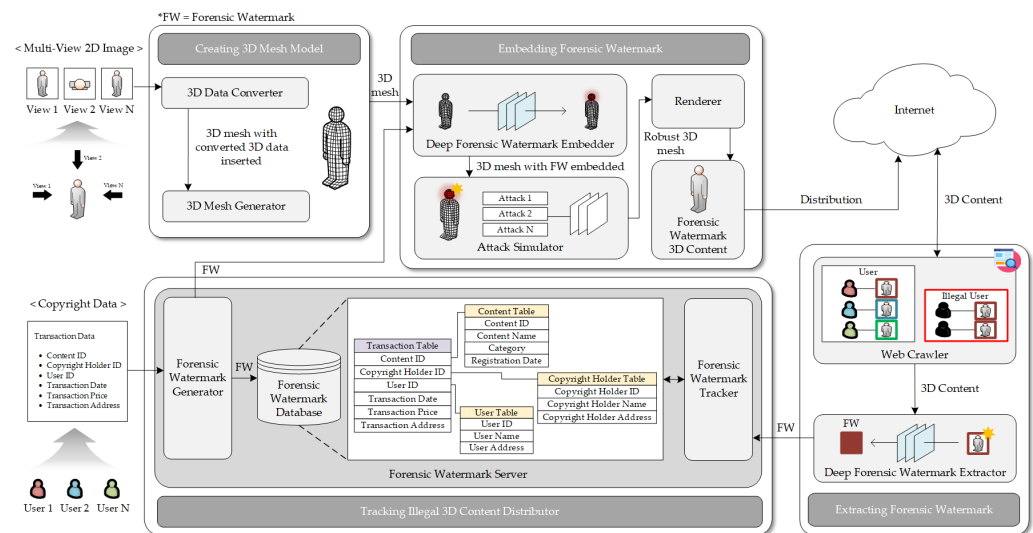 *FW = Forensic Watermark
< Multi-View 2D Image >
View 1 View 2 View N
View 2
View 1
View N
Creating 3D Mesh Model
3D Data Converter
3D mesh with
converted 3D data
inserted
3D Mesh Generator
3D
mesh
Embedding Forensic Watermark
Deep Forensic Watermark Embedder
3D mesh with FW embedded
Attack 1
Attack 2
Attack N
Attack Simulator
Renderer
Robust 3D
mesh
Forensic
Watermark
3D Content
Internet
Distribution
3D Content
User
Illegal User
Web Crawler
3D Content
FW
Deep Forensic Watermark Extractor
Extracting Forensic Watermark
FW
FW
< Copyright Data >
Transaction Data
• Content ID
• Copyright Holder ID
• User ID
• Transaction Date
• Transaction Price
• Transaction Address
User 1 User 2 User N
Forensic
Watermark
Generator
FW
Forensic
Watermark
Database
Transaction Table
Content ID
Copyright Holder ID
User ID
Transaction Date
Transaction Price
Transaction Address
Content Table
Content ID
Content Name
Category
Registration Date
Copyright Holder Table
Copyright Holder ID
Copyright Holder Name
Copyright Holder Address
User Table
User ID
User Name
User Address
Forensic
Watermark
Tracker
Forensic Watermark Server
Tracking Illegal 3D Content Distributor